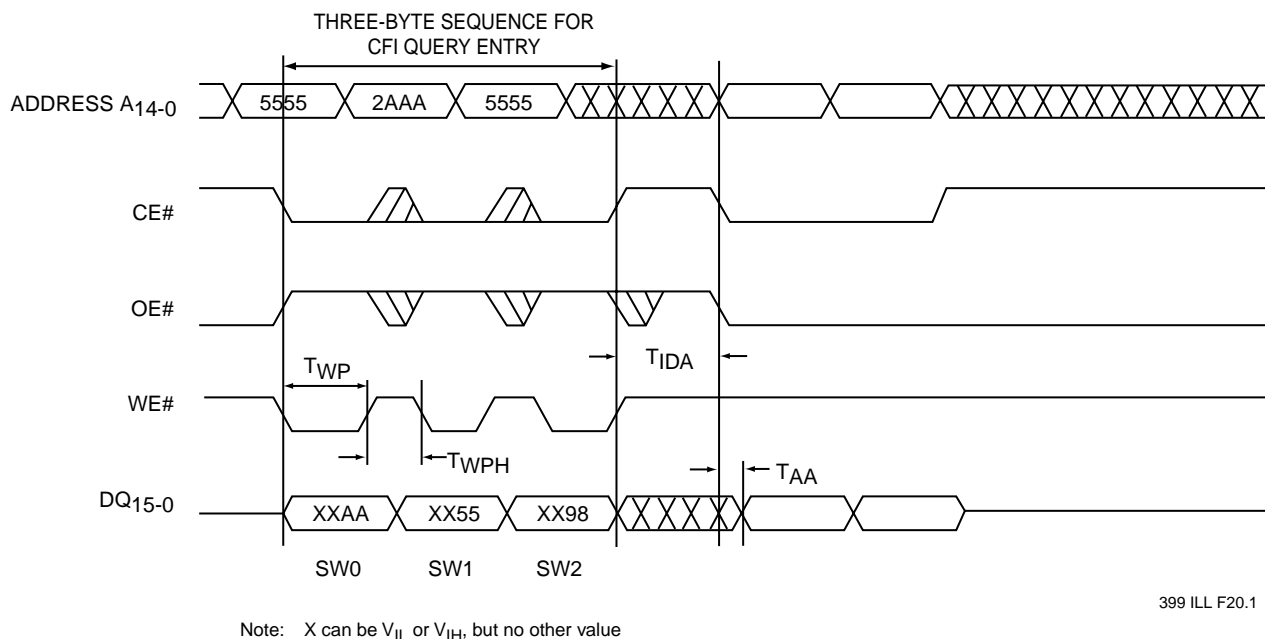 THREE-BYTE SEQUENCE FOR
CFI QUERY ENTRY
ADDRESS A14-0
5555
2AAA
5555
CE#
OE#
TIDA
TWP
WE#
TWPH
TAA
DQ15-0
XXAA
XX55
XX98
SW0
SW1
SW2
399 ILL F20.1
Note: X can be VIL or VIH, but no other value